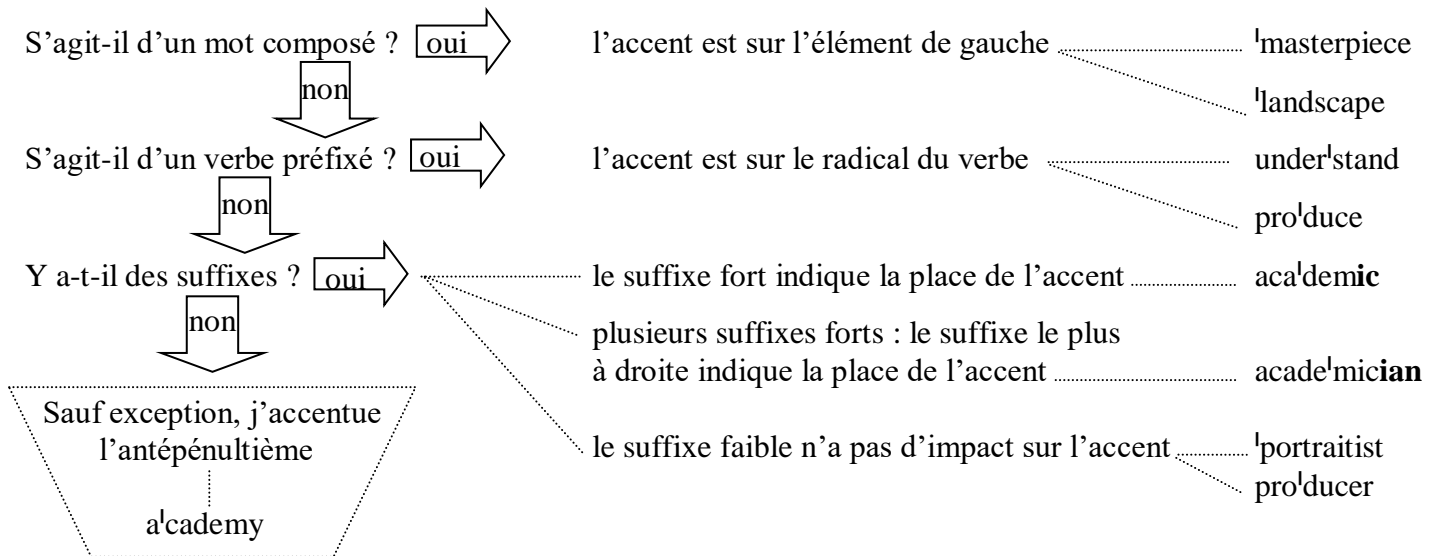 S’agit-il d’un mot composé ? oui l’accent est sur l’élément de gauche ˈmasterpiece
non ˈlandscape
S’agit-il d’un verbe préfixé ? oui l’accent est sur le radical du verbe underˈstand
non proˈduce
Y a-t-il des suffixes ? oui le suffixe fort indique la place de l’accent acaˈdemic
non plusieurs suffixes forts : le suffixe le plus
à droite indique la place de l’accent acadeˈmician
Sauf exception, j’accentue
l’antépénultième
le suffixe faible n’a pas d’impact sur l’accent ˈportraitist
proˈducer
aˈcademy